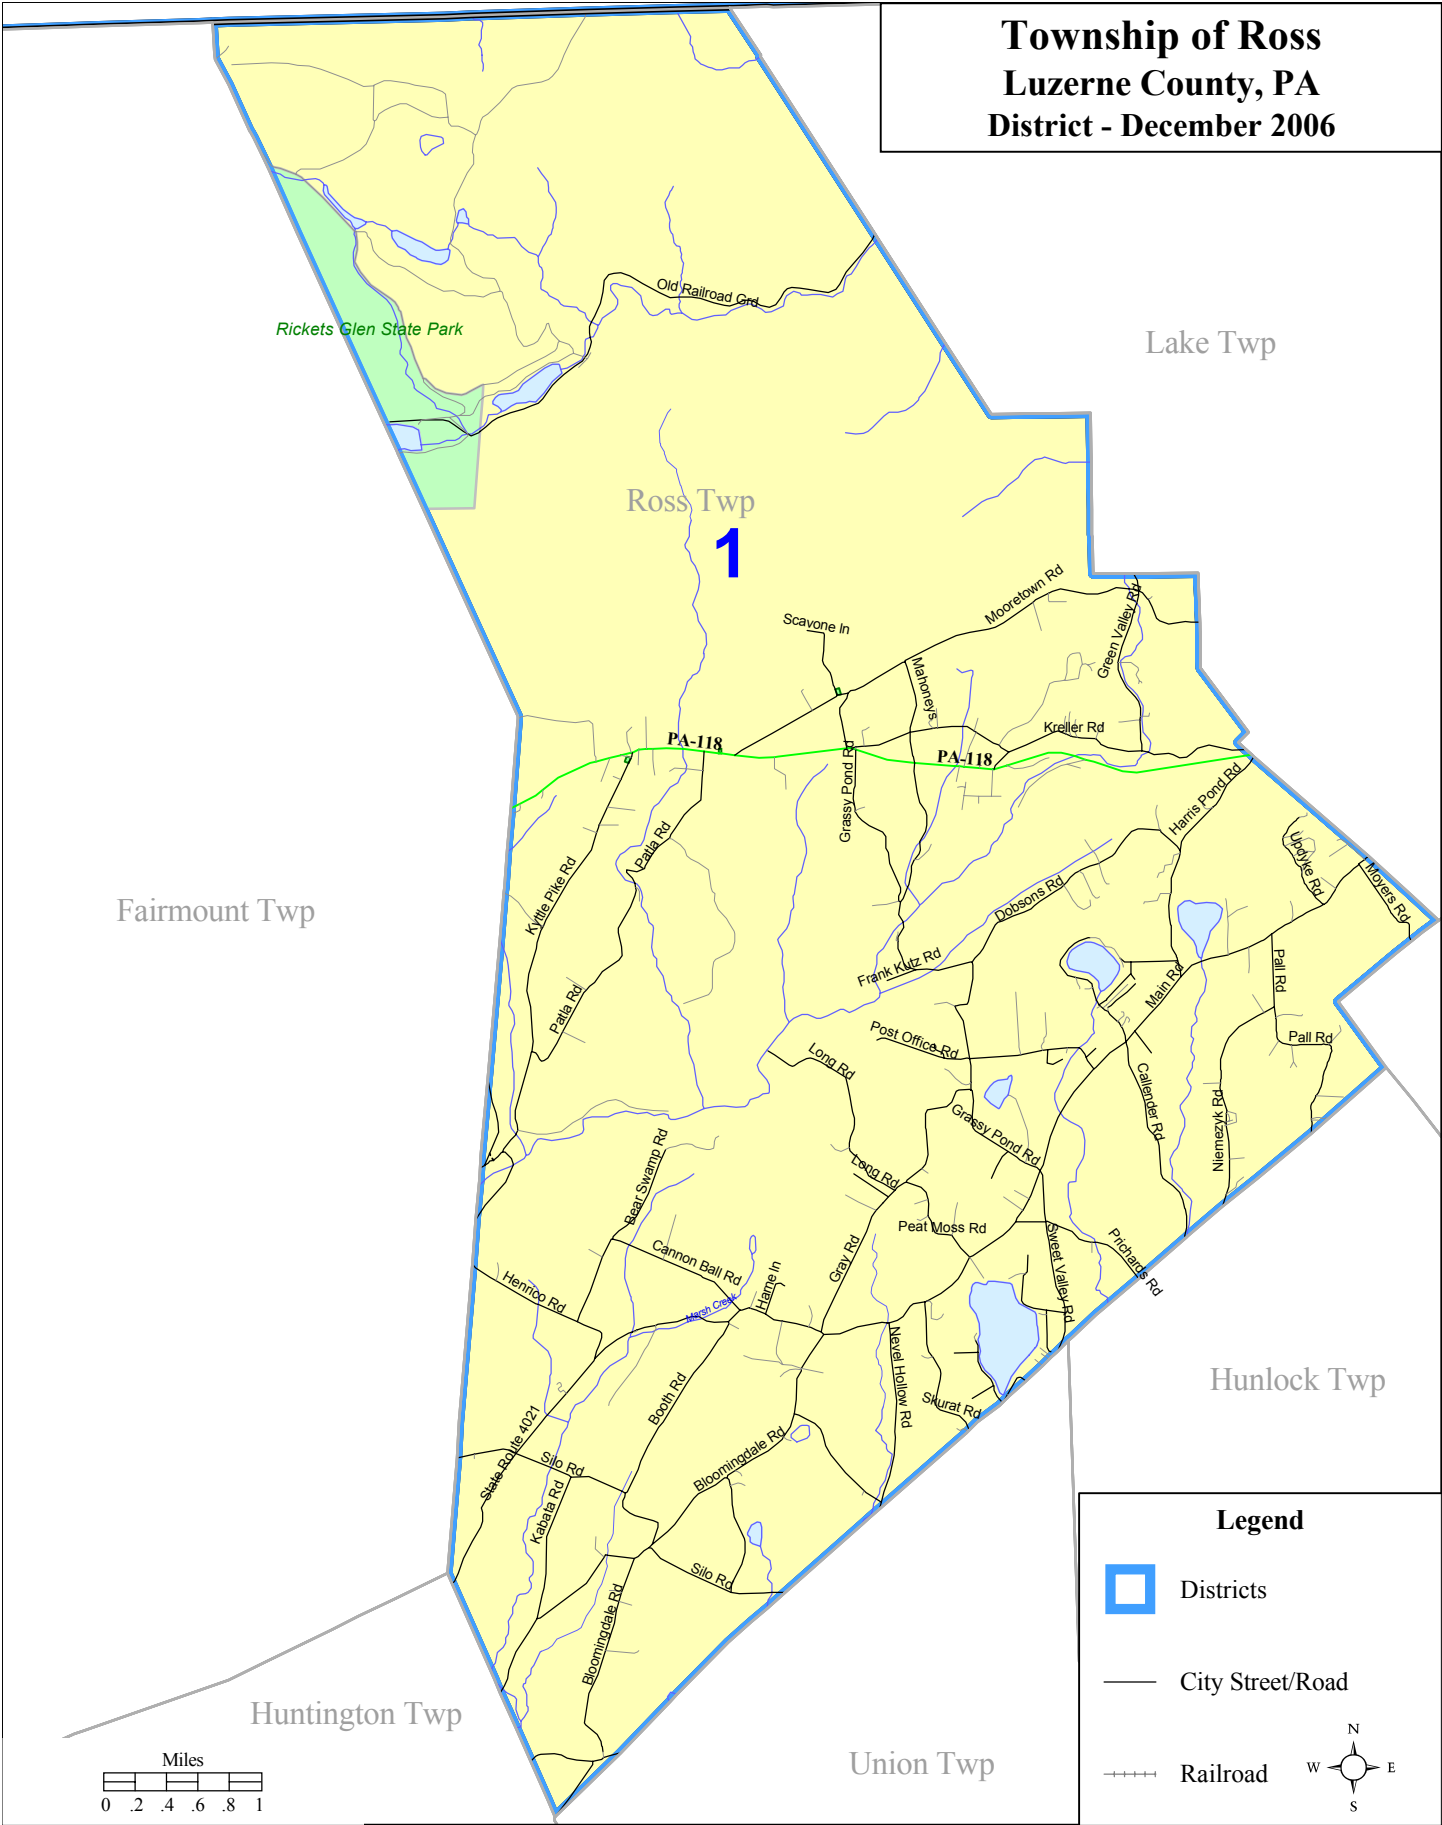 Township of Ross
Luzerne County, PA
District - December 2006
Old Railroad Grd
Rickets Glen State Park
Lake Twp
Ross Twp
1
Mooretown Rd
Scavone ln
Green Valley Rd
Mahoneys
Kreller Rd
PA-118
PA-118
Grassy Pond Rd
Harris Pond Rd
Patla Rd
Updyke Rd
Moyers Rd
Kyttle Pike Rd
Fairmount Twp
Dobsons Rd
Frank Kutz Rd
Pall Rd
Main Rd
Patla Rd
Post Office Rd
Pall Rd
Long Rd
Callender Rd
Niemezyk Rd
Grassy Pond Rd
Bear Swamp Rd
Long Rd
Peat Moss Rd
Gray Rd
Sweet Valley Rd
Prichards Rd
Cannon Ball Rd
Hame ln
Henrico Rd
Marsh Creek
Nevel Hollow Rd
Hunlock Twp
Booth Rd
Skurat Rd
State Route 4021
Bloomingdale Rd
Silo Rd
Kabata Rd
Silo Rd
Bloomingdale Rd
Huntington Twp
Union Twp
Legend
Districts
City Street/Road
Railroad
N
W E
S
Miles
0 .2 .4 .6 .8 1